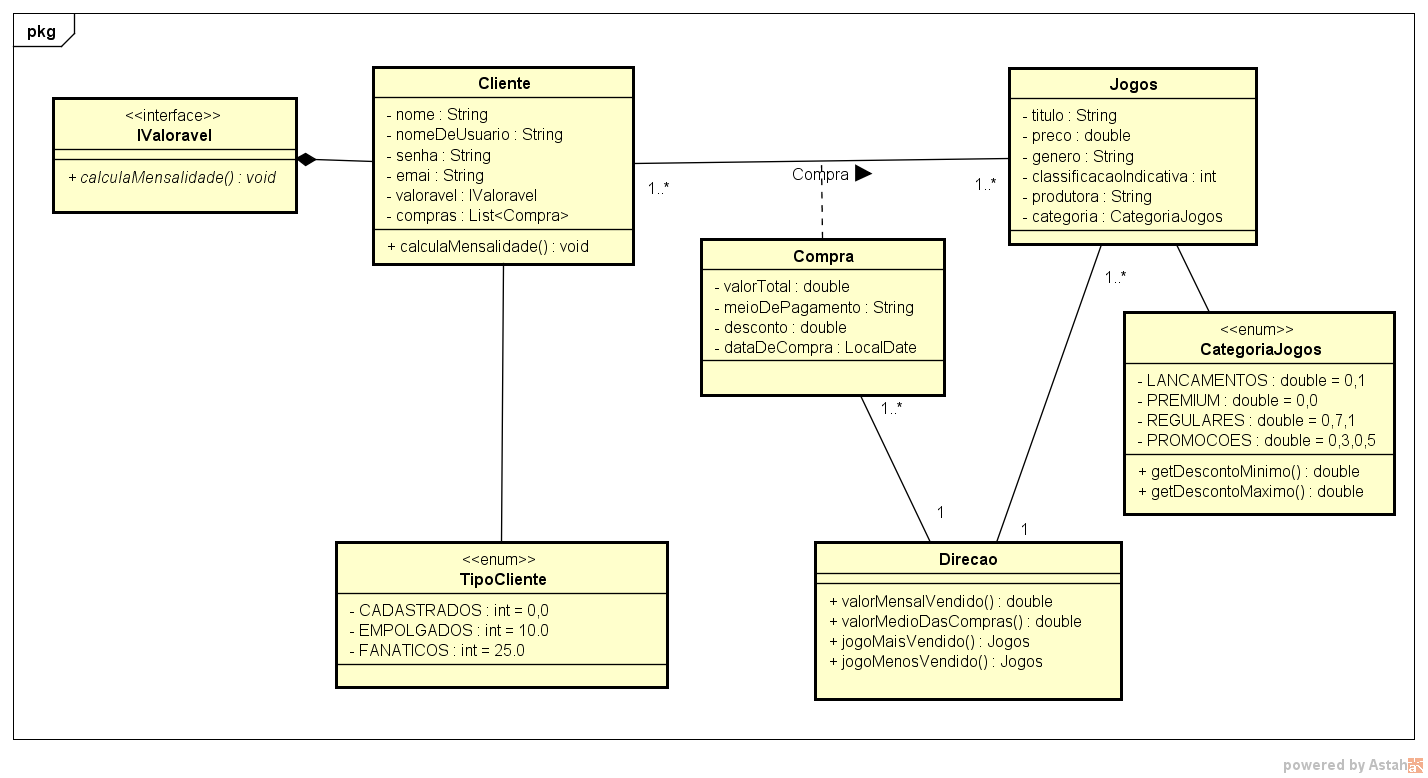 pkg
<<interface>>
IValoravel
+ calculaMensalidade() : void
Cliente
- nome : String
- nomeDeUsuario : String
- senha : String
- emai : String
- valoravel : IValoravel
- compras : List<Compra>
+ calculaMensalidade() : void
1..*
Compra
1..*
Jogos
- titulo : String
- preco : double
- genero : String
- classificacaoIndicativa : int
- produtora : String
- categoria : CategoriaJogos
Compra
- valorTotal : double
- meioDePagamento : String
- desconto : double
- dataDeCompra : LocalDate
1..*
1
1..*
1
<<enum>>
CategoriaJogos
- LANCAMENTOS : double = 0,1
- PREMIUM : double = 0,0
- REGULARES : double = 0,7,1
- PROMOCOES : double = 0,3,0,5
+ getDescontoMinimo() : double
+ getDescontoMaximo() : double
<<enum>>
TipoCliente
- CADASTRADOS : int = 0,0
- EMPOLGADOS : int = 10.0
- FANATICOS : int = 25.0
Direcao
+ valorMensalVendido() : double
+ valorMedioDasCompras() : double
+ jogoMaisVendido() : Jogos
+ jogoMenosVendido() : Jogos
powered by Astah